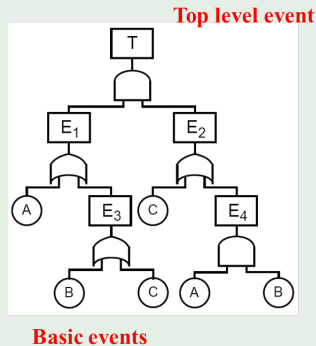 Top level event
T
E₁ E₂
A E₃ C E₄
B C A B
Basic events